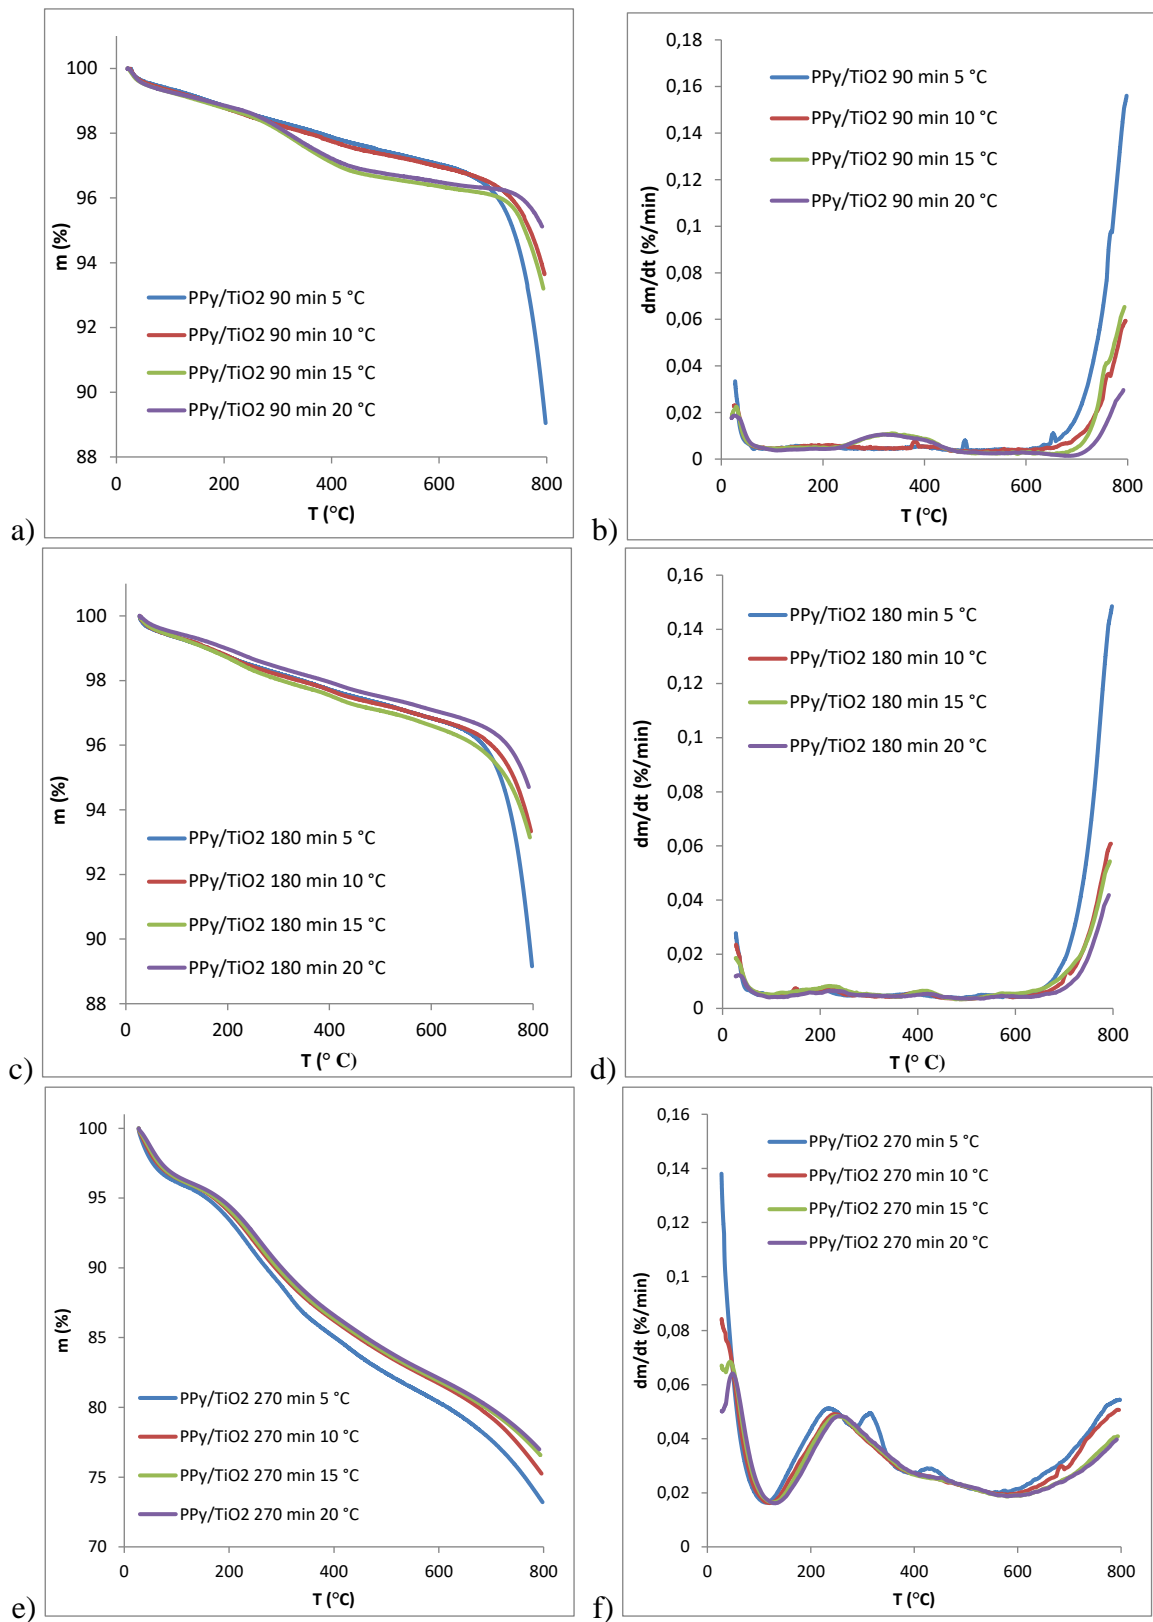 100
98
96
94
92
90
88
m (%)
0
200
400
600
800
T (°C)
PPy/TiO2 90 min 5 °C
PPy/TiO2 90 min 10 °C
PPy/TiO2 90 min 15 °C
PPy/TiO2 90 min 20 °C
a)
0,18
0,16
0,14
0,12
0,1
0,08
0,06
0,04
0,02
0
dm/dt (%/min)
0
200
400
600
800
T (°C)
PPy/TiO2 90 min 5 °C
PPy/TiO2 90 min 10 °C
PPy/TiO2 90 min 15 °C
PPy/TiO2 90 min 20 °C
b)
100
98
96
94
92
90
88
m (%)
0
200
400
600
800
T (° C)
PPy/TiO2 180 min 5 °C
PPy/TiO2 180 min 10 °C
PPy/TiO2 180 min 15 °C
PPy/TiO2 180 min 20 °C
c)
0,16
0,14
0,12
0,1
0,08
0,06
0,04
0,02
0
dm/dt (%/min)
0
200
400
600
800
T (° C)
PPy/TiO2 180 min 5 °C
PPy/TiO2 180 min 10 °C
PPy/TiO2 180 min 15 °C
PPy/TiO2 180 min 20 °C
d)
100
95
90
85
80
75
70
m (%)
0
200
400
600
800
T (°C)
PPy/TiO2 270 min 5 °C
PPy/TiO2 270 min 10 °C
PPy/TiO2 270 min 15 °C
PPy/TiO2 270 min 20 °C
e)
0,16
0,14
0,12
0,1
0,08
0,06
0,04
0,02
0
dm/dt (%/min)
0
200
400
600
800
T (°C)
PPy/TiO2 270 min 5 °C
PPy/TiO2 270 min 10 °C
PPy/TiO2 270 min 15 °C
PPy/TiO2 270 min 20 °C
f)